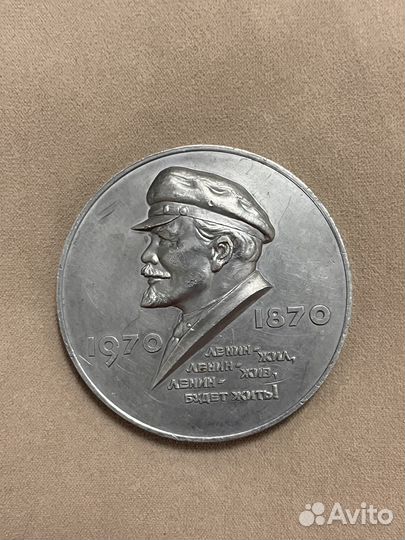 1970
1870
ЛЕНИН-
ЖИЛ,
ЛЕНИН-
ЖИВ,
ЛЕНИН-
БУДЕТ ЖИТЬ!
Avito